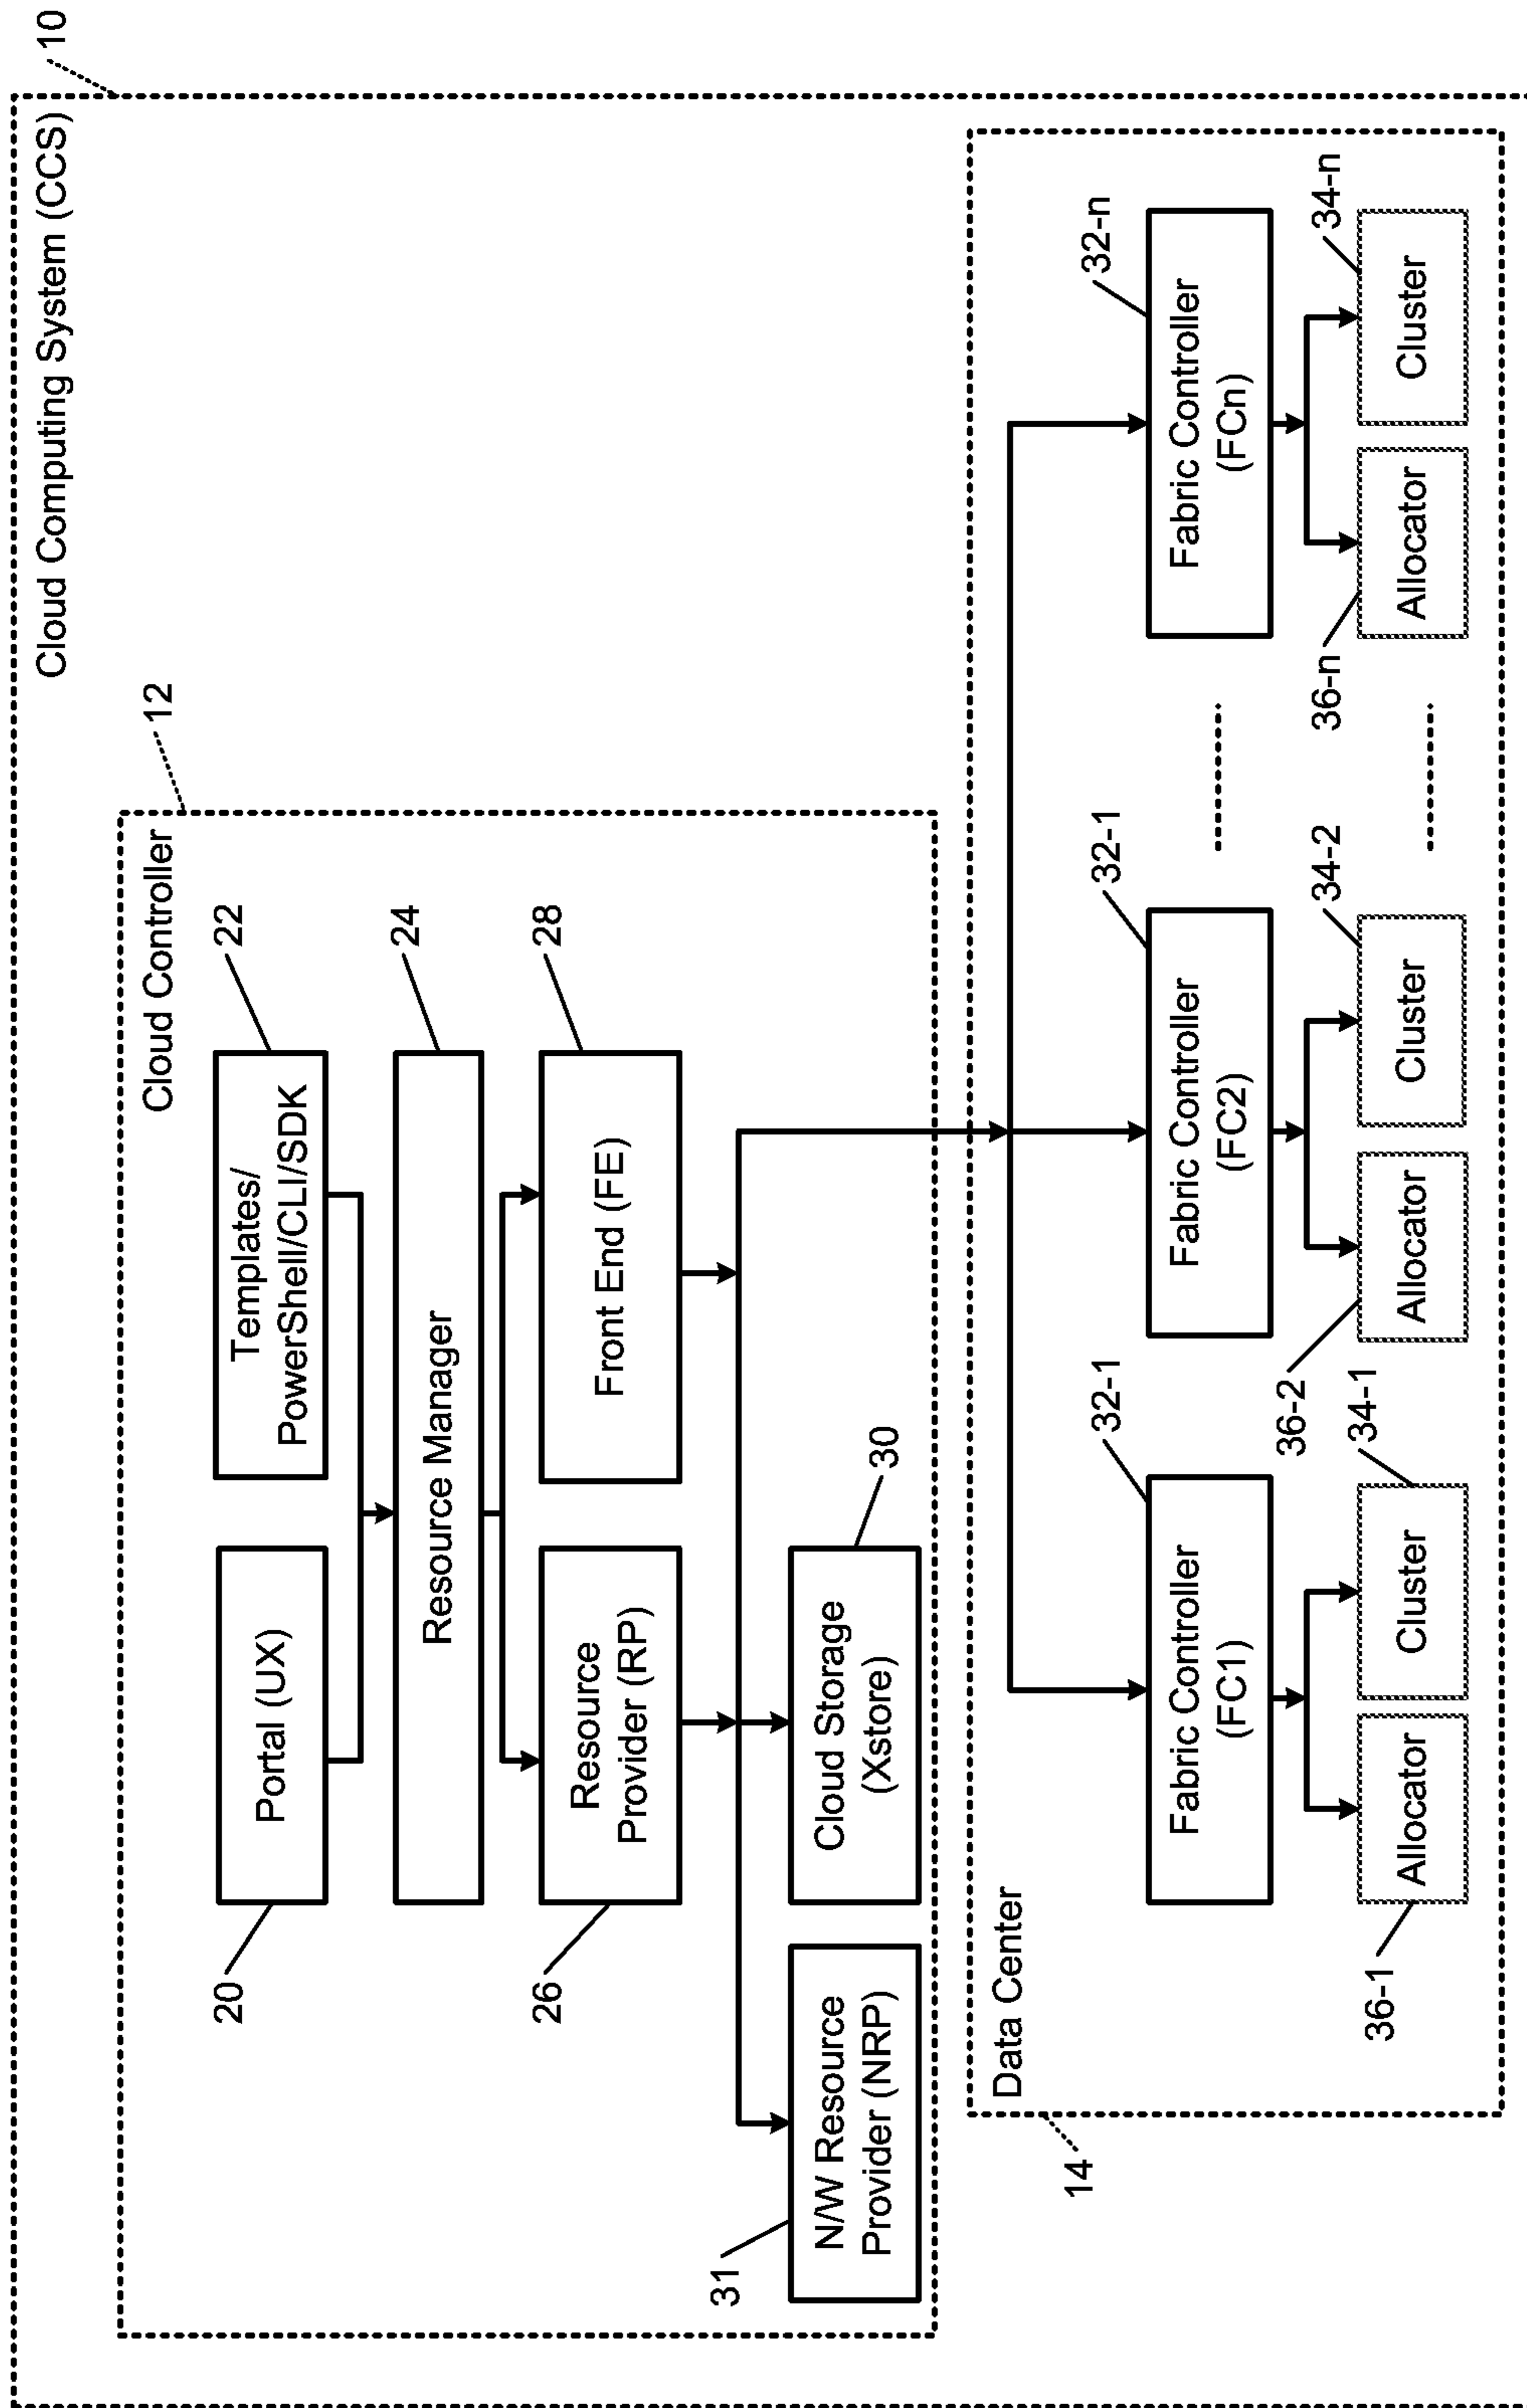 Cloud Computing System (CCS)
10
Cloud Controller
12
Portal (UX)
20
Templates/
PowerShell/CLI/SDK
22
Resource Manager
24
Resource
Provider (RP)
26
Front End (FE)
28
N/W Resource
Provider (NRP)
31
Cloud Storage
(Xstore)
30
Data Center
14
Fabric Controller
(FC1)
32-1
Fabric Controller
(FC2)
32-1
Fabric Controller
(FCn)
32-n
Allocator
36-1
Cluster
34-1
Allocator
36-2
Cluster
34-2
Allocator
36-n
Cluster
34-n